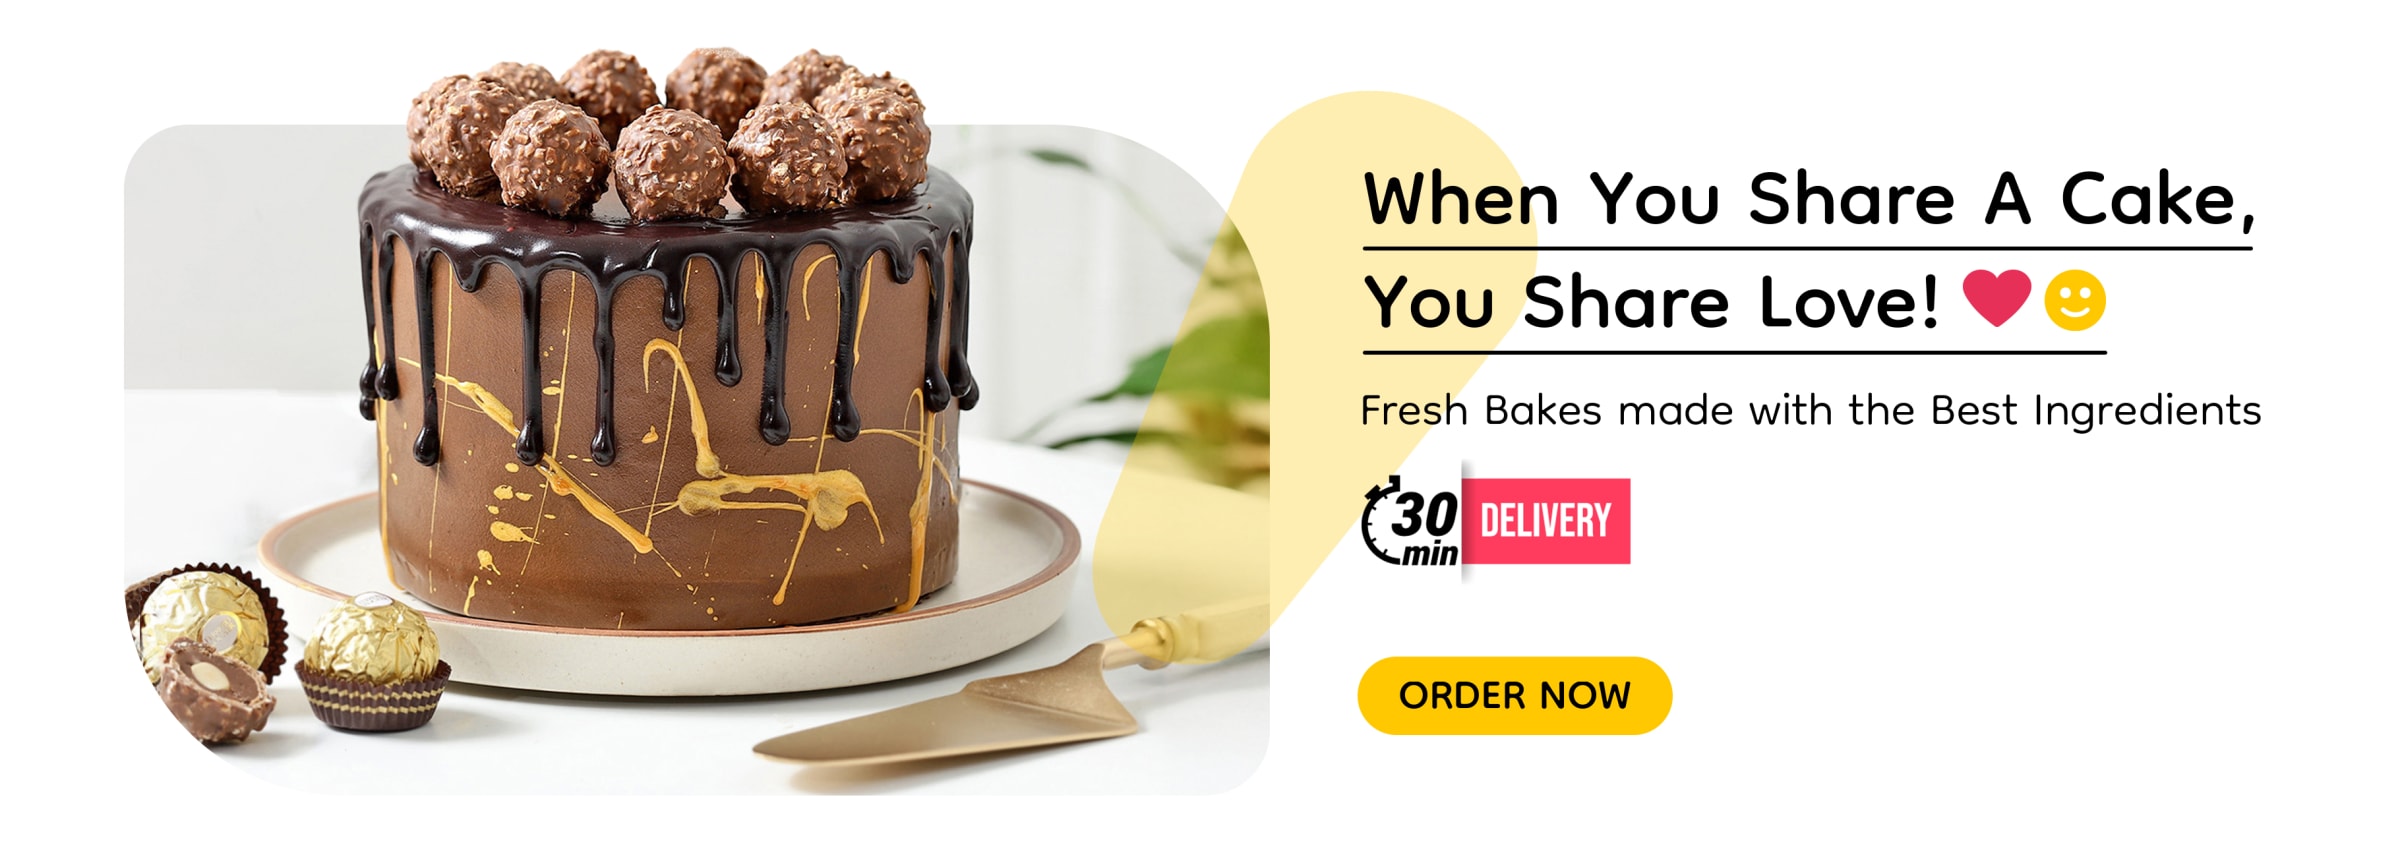 When You Share A Cake,
You Share Love! ❤️🙂
Fresh Bakes made with the Best Ingredients
30 min DELIVERY
ORDER NOW